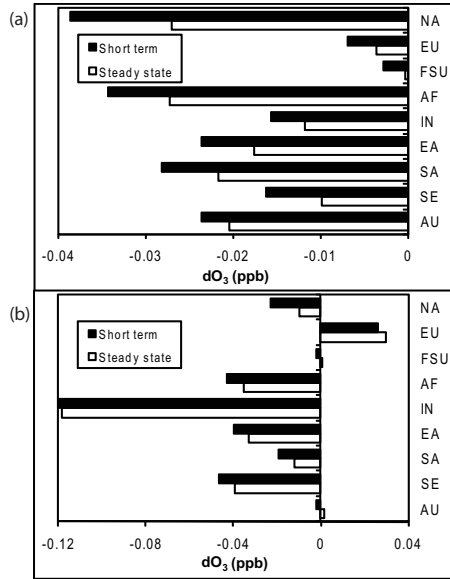 (a)
Short term
Steady state
NA
EU
FSU
AF
IN
EA
SA
SE
AU
-0.04 -0.03 -0.02 -0.01 0
dO3 (ppb)
(b)
Short term
Steady state
NA
EU
FSU
AF
IN
EA
SA
SE
AU
-0.12 -0.08 -0.04 0 0.04
dO3 (ppb)